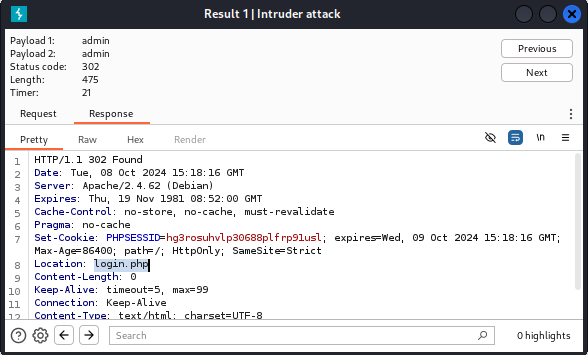 Result 1 | Intruder attack
Payload 1: admin
Payload 2: admin
Status code: 302
Length: 475
Timer: 21
Previous
Next
Request Response
Pretty Raw Hex Render \n
1 HTTP/1.1 302 Found
2 Date: Tue, 08 Oct 2024 15:18:16 GMT
3 Server: Apache/2.4.62 (Debian)
4 Expires: Thu, 19 Nov 1981 08:52:00 GMT
5 Cache-Control: no-store, no-cache, must-revalidate
6 Pragma: no-cache
7 Set-Cookie: PHPSESSID=hg3rosuhvlp30688plfrp91usl; expires=Wed, 09 Oct 2024 15:18:16 GMT;
Max-Age=86400; path=/; HttpOnly; SameSite=Strict
8 Location: login.php
9 Content-Length: 0
10 Keep-Alive: timeout=5, max=99
11 Connection: Keep-Alive
12 Content-Type: text/html; charset=UTF-8
Search
0 highlights